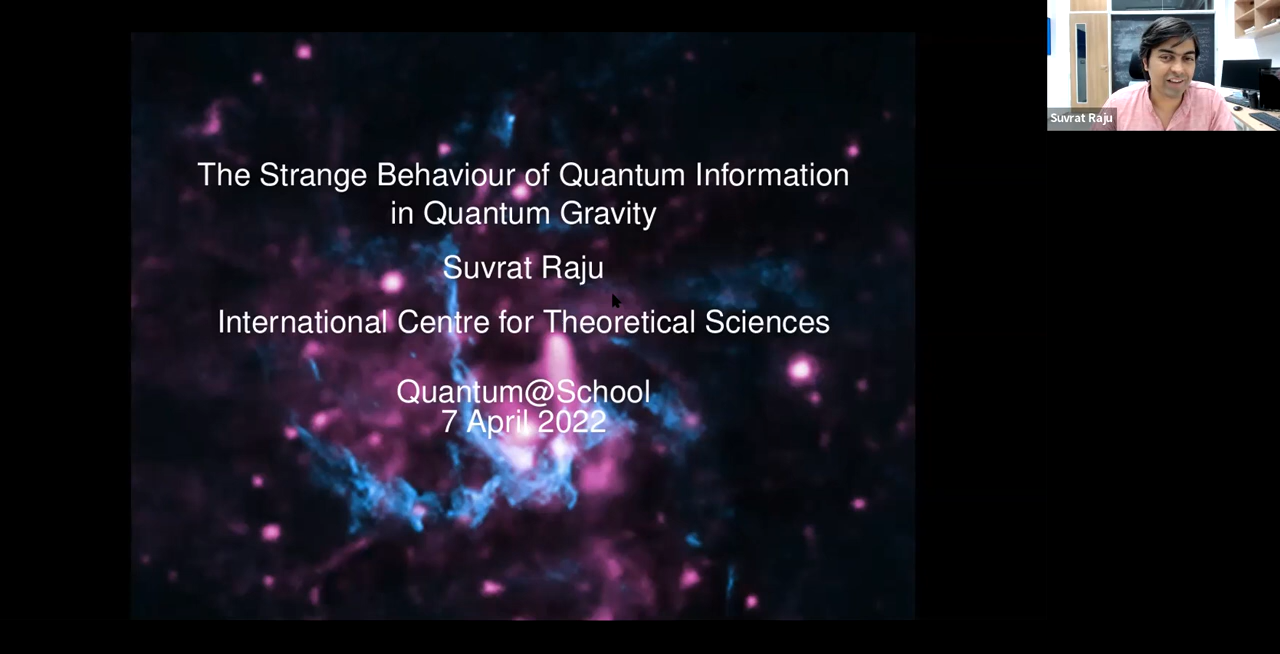 The Strange Behaviour of Quantum Information
in Quantum Gravity
Suvrat Raju
International Centre for Theoretical Sciences
Quantum@School
7 April 2022
Suvrat Raju